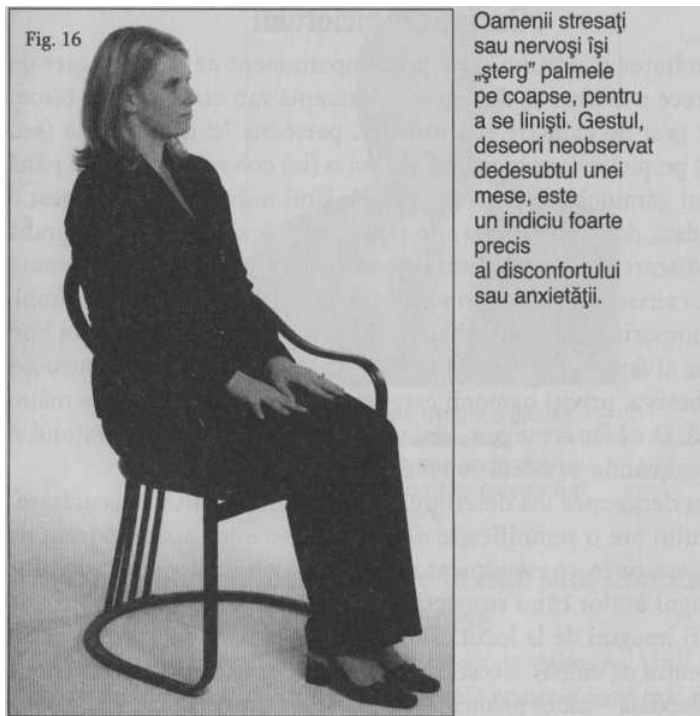 Fig. 16
Oamenii stresaţi
sau nervoşi îşi
„şterg” palmele
pe coapse, pentru
a se linişti. Gestul,
deseori neobservat
dedesubtul unei
mese, este
un indiciu foarte
precis
al disconfortului
sau anxietăţii.